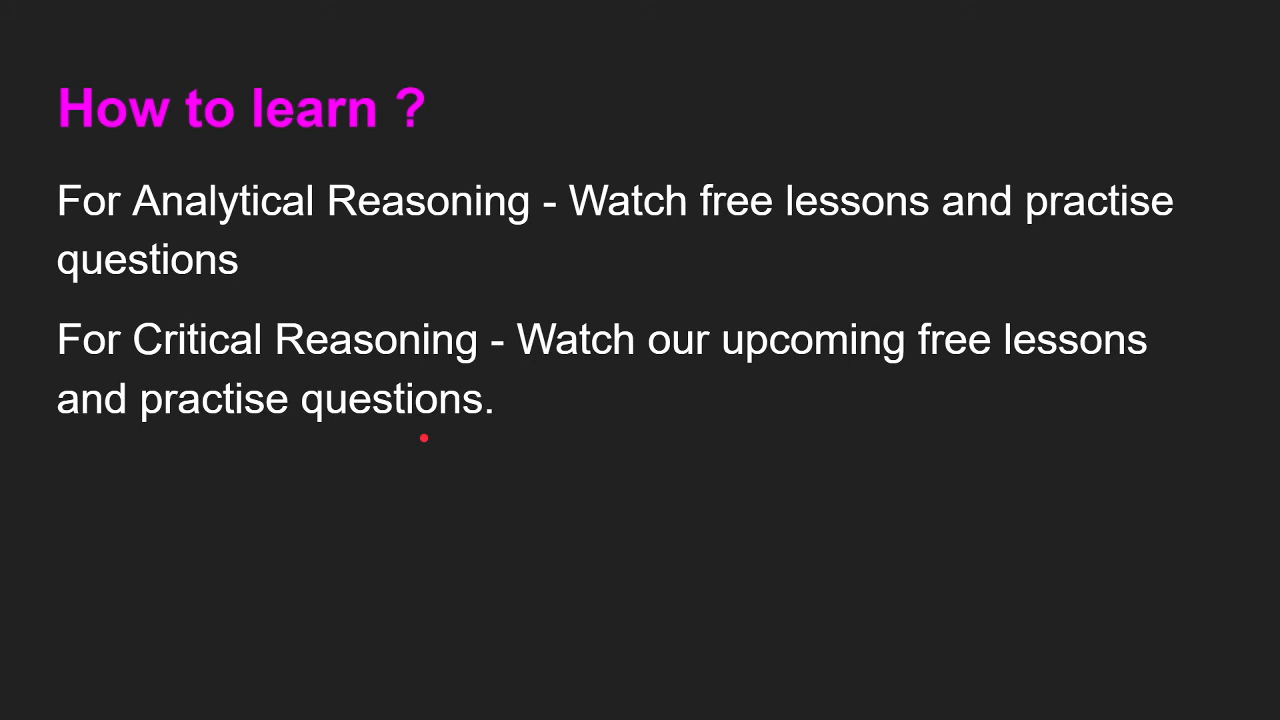 How to learn ?
For Analytical Reasoning - Watch free lessons and practise
questions
For Critical Reasoning - Watch our upcoming free lessons
and practise questions.